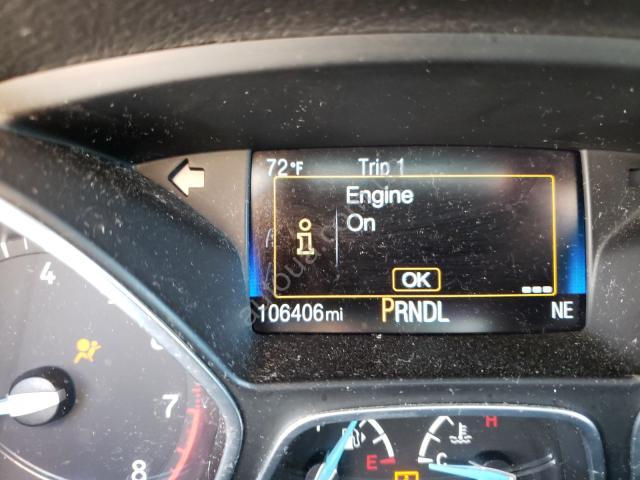 72°F Trip 1
Engine
On
OK
106406mi PRNDL NE
4
7
8
E
C
H